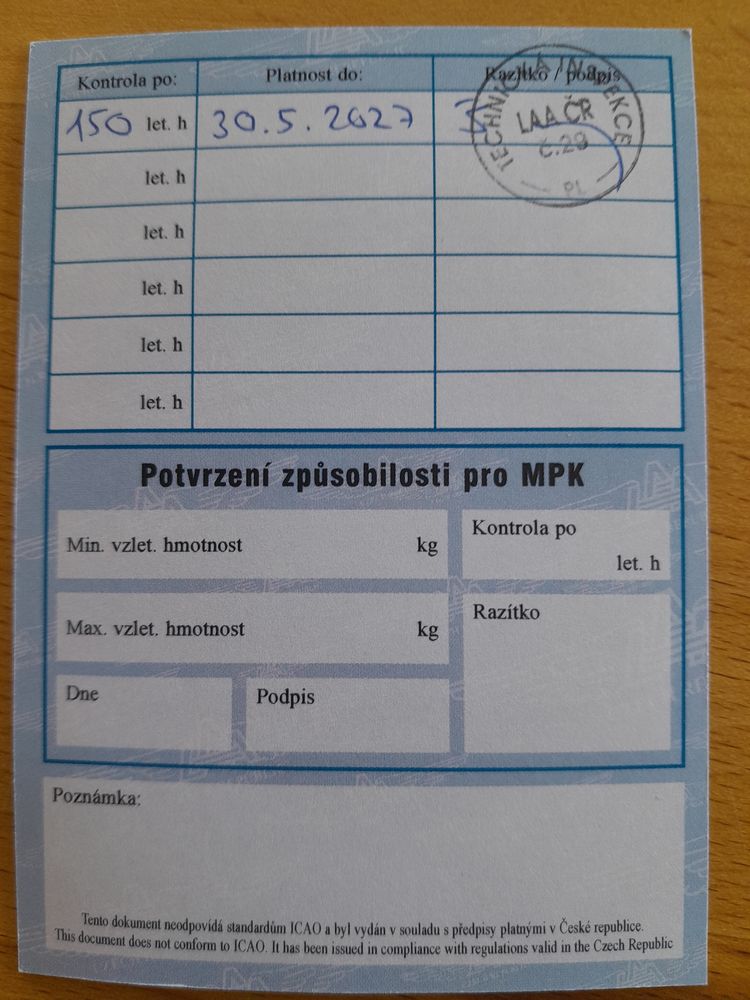 Kontrola po: Platnost do: Razítko / podpis
150 let. h 30.5.2027
TECHNICKÁ INSPEKCE
LAA ČR
č.29
PL
let. h
let. h
let. h
let. h
let. h
Potvrzení způsobilosti pro MPK
Min. vzlet. hmotnost kg
Kontrola po
let. h
Max. vzlet. hmotnost kg
Razítko
Dne
Podpis
Poznámka:
Tento dokument neodpovídá standardům ICAO a byl vydán v souladu s předpisy platnými v České republice.
This document does not conform to ICAO. It has been issued in compliance with regulations valid in the Czech Republic